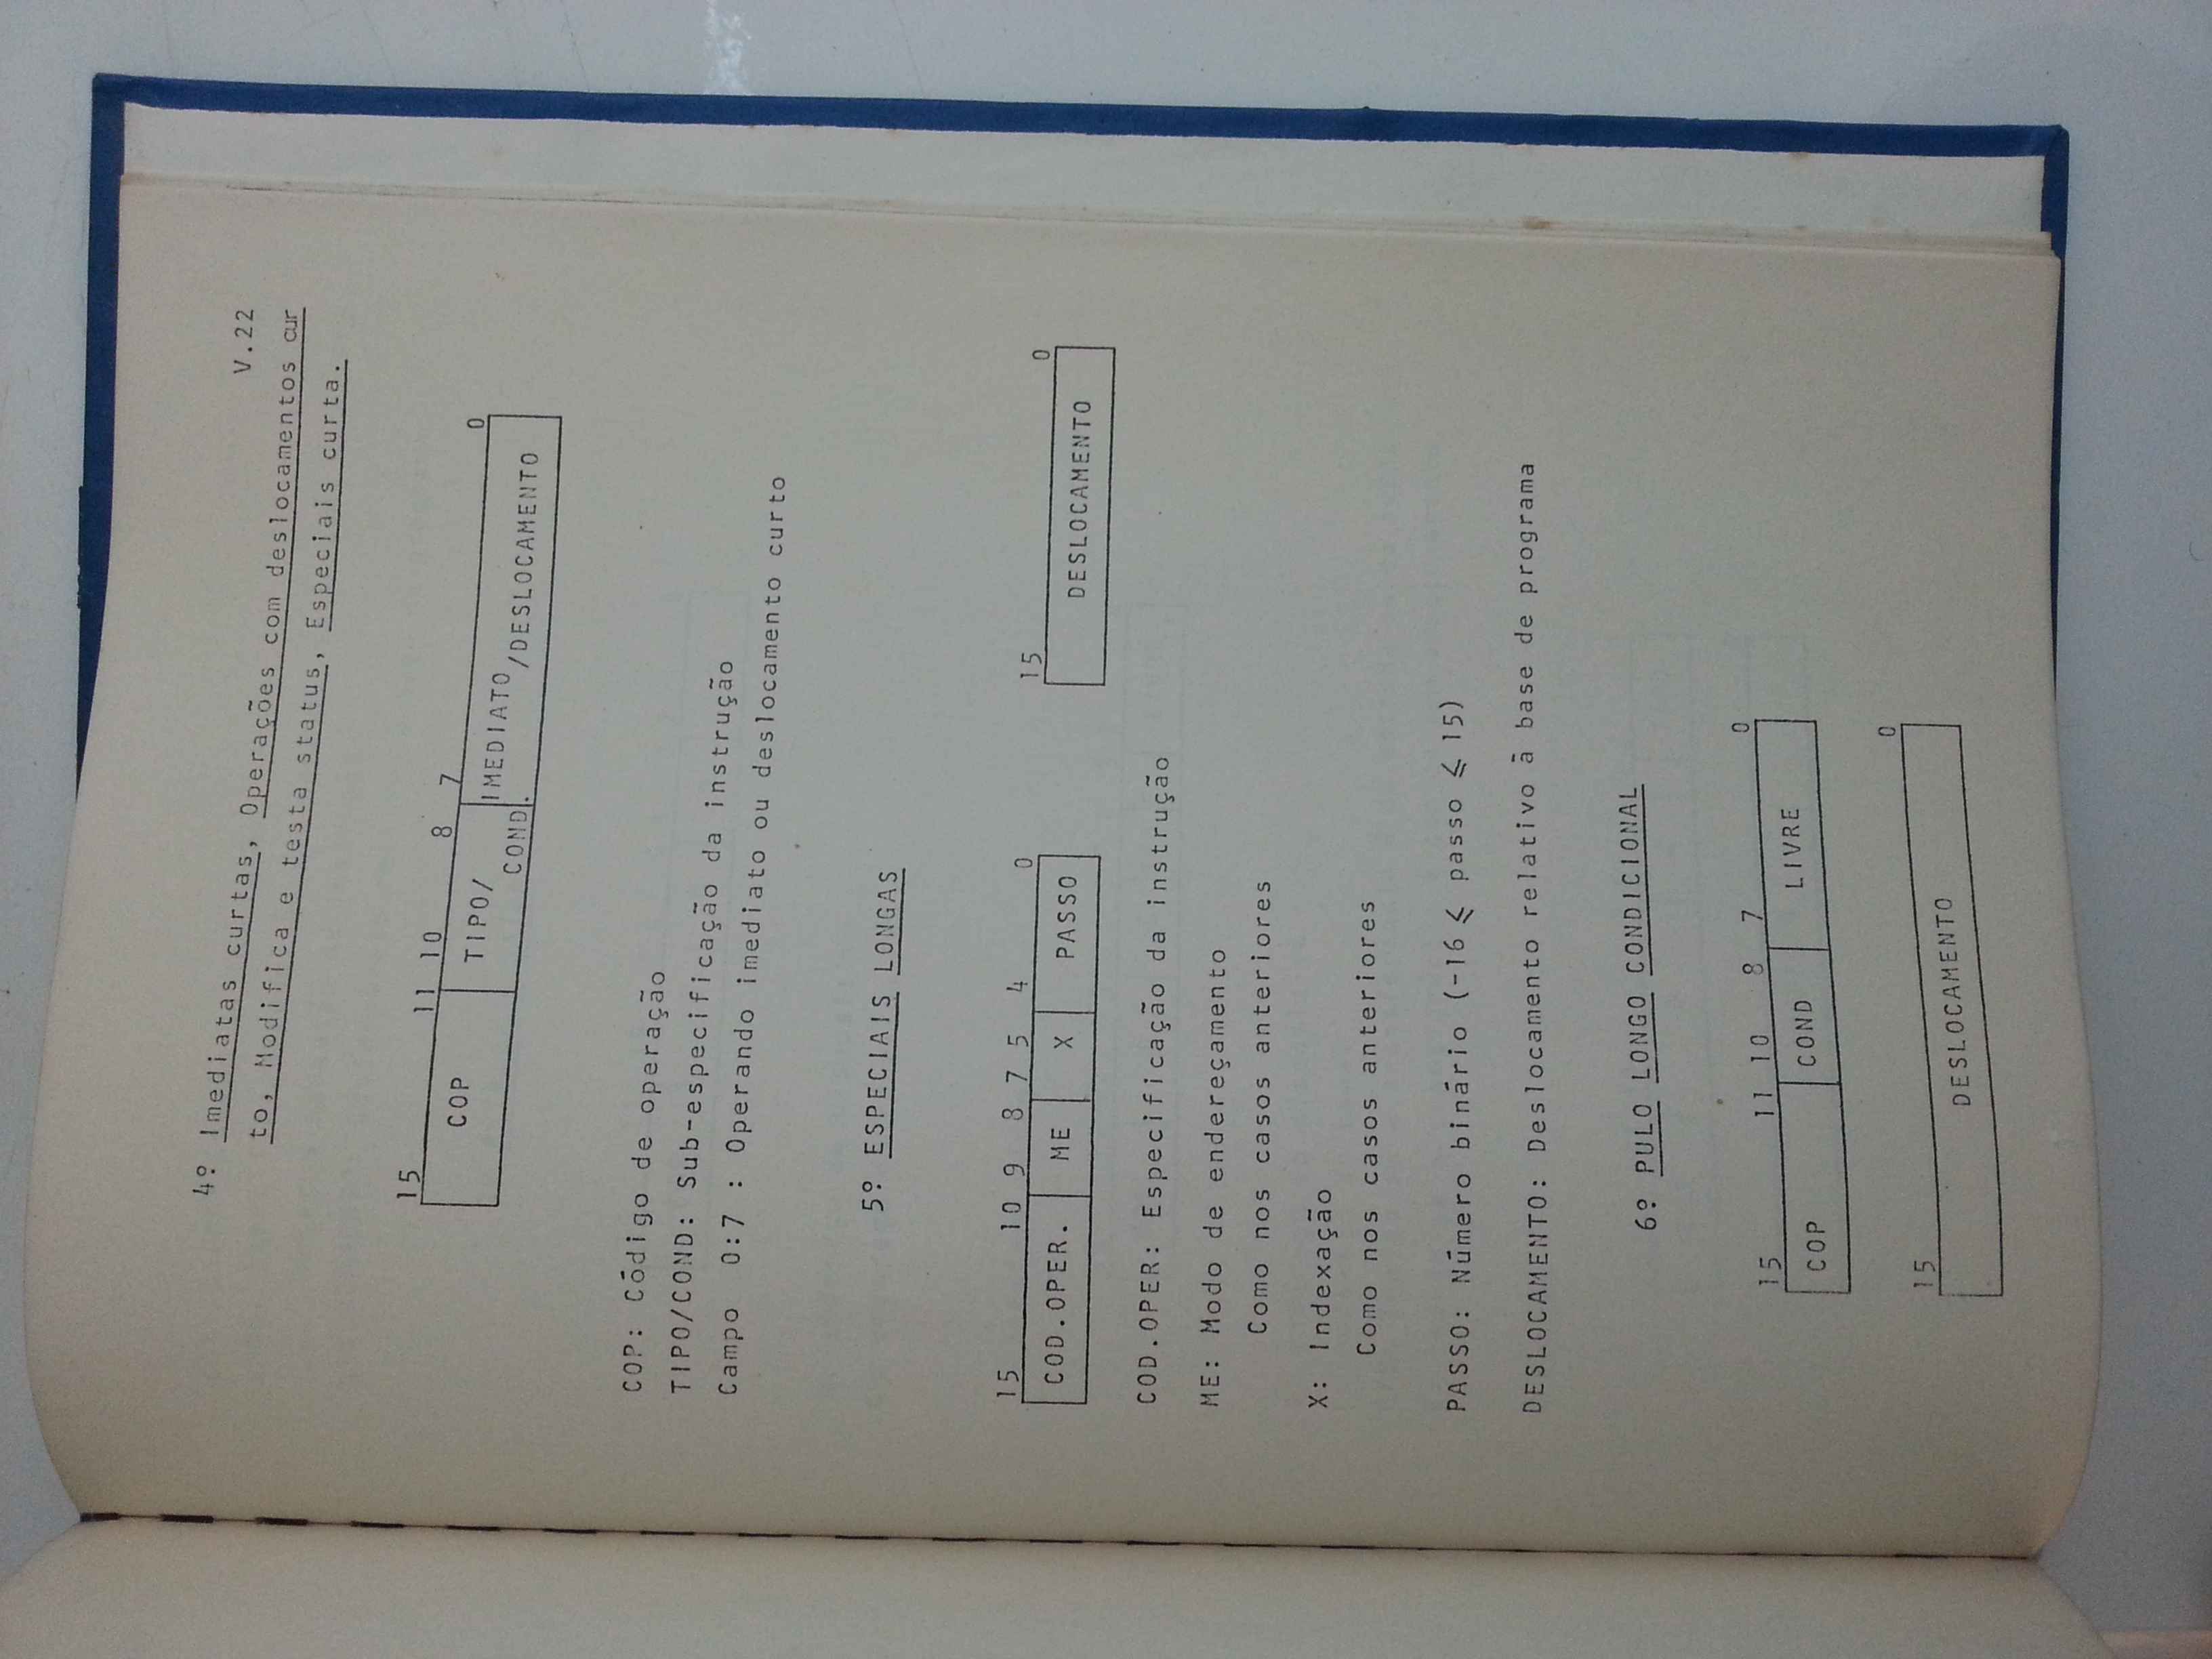 V.22
4º Imediatas curtas, Operações com deslocamentos cur
to, Modifica e testa status, Especiais curta.
15 11 10 8 7 0
COP TIPO/ COND. IMEDIATO/DESLOCAMENTO
COP: Código de operação
TIPO/COND: Sub-especificação da instrução
Campo 0:7 : Operando imediato ou deslocamento curto
5º ESPECIAIS LONGAS
15 10 9 8 7 5 4 0 15 0
COD.OPER. ME X PASSO DESLOCAMENTO
COD.OPER: Especificação da instrução
ME: Modo de endereçamento
Como nos casos anteriores
X: Indexação
Como nos casos anteriores
PASSO: Número binário (-16 ⩽ passo ⩽ 15)
DESLOCAMENTO: Deslocamento relativo ã base de programa
6º PULO LONGO CONDICIONAL
15 11 10 8 7 0
COP COND LIVRE
15 0
DESLOCAMENTO